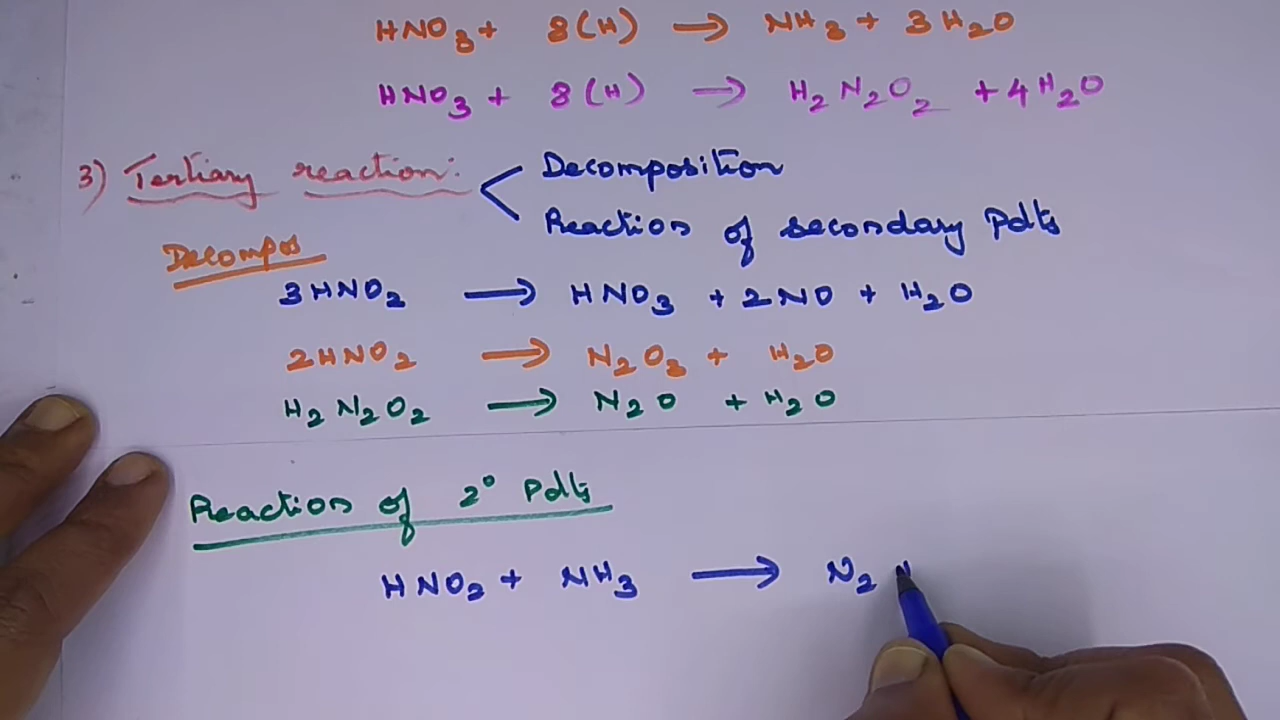 HNO3 + 8(H) → NH3 + 3H2O
HNO3 + 8(H) → H2N2O2 + 4H2O
3) Tertiary reaction: Decomposition
Reaction of secondary Pdts
Decompos
3HNO2 → HNO3 + 2NO + H2O
2HNO2 → N2O3 + H2O
H2N2O2 → N2O + H2O
Reaction of 2° Pdts
HNO2 + NH3 → N2